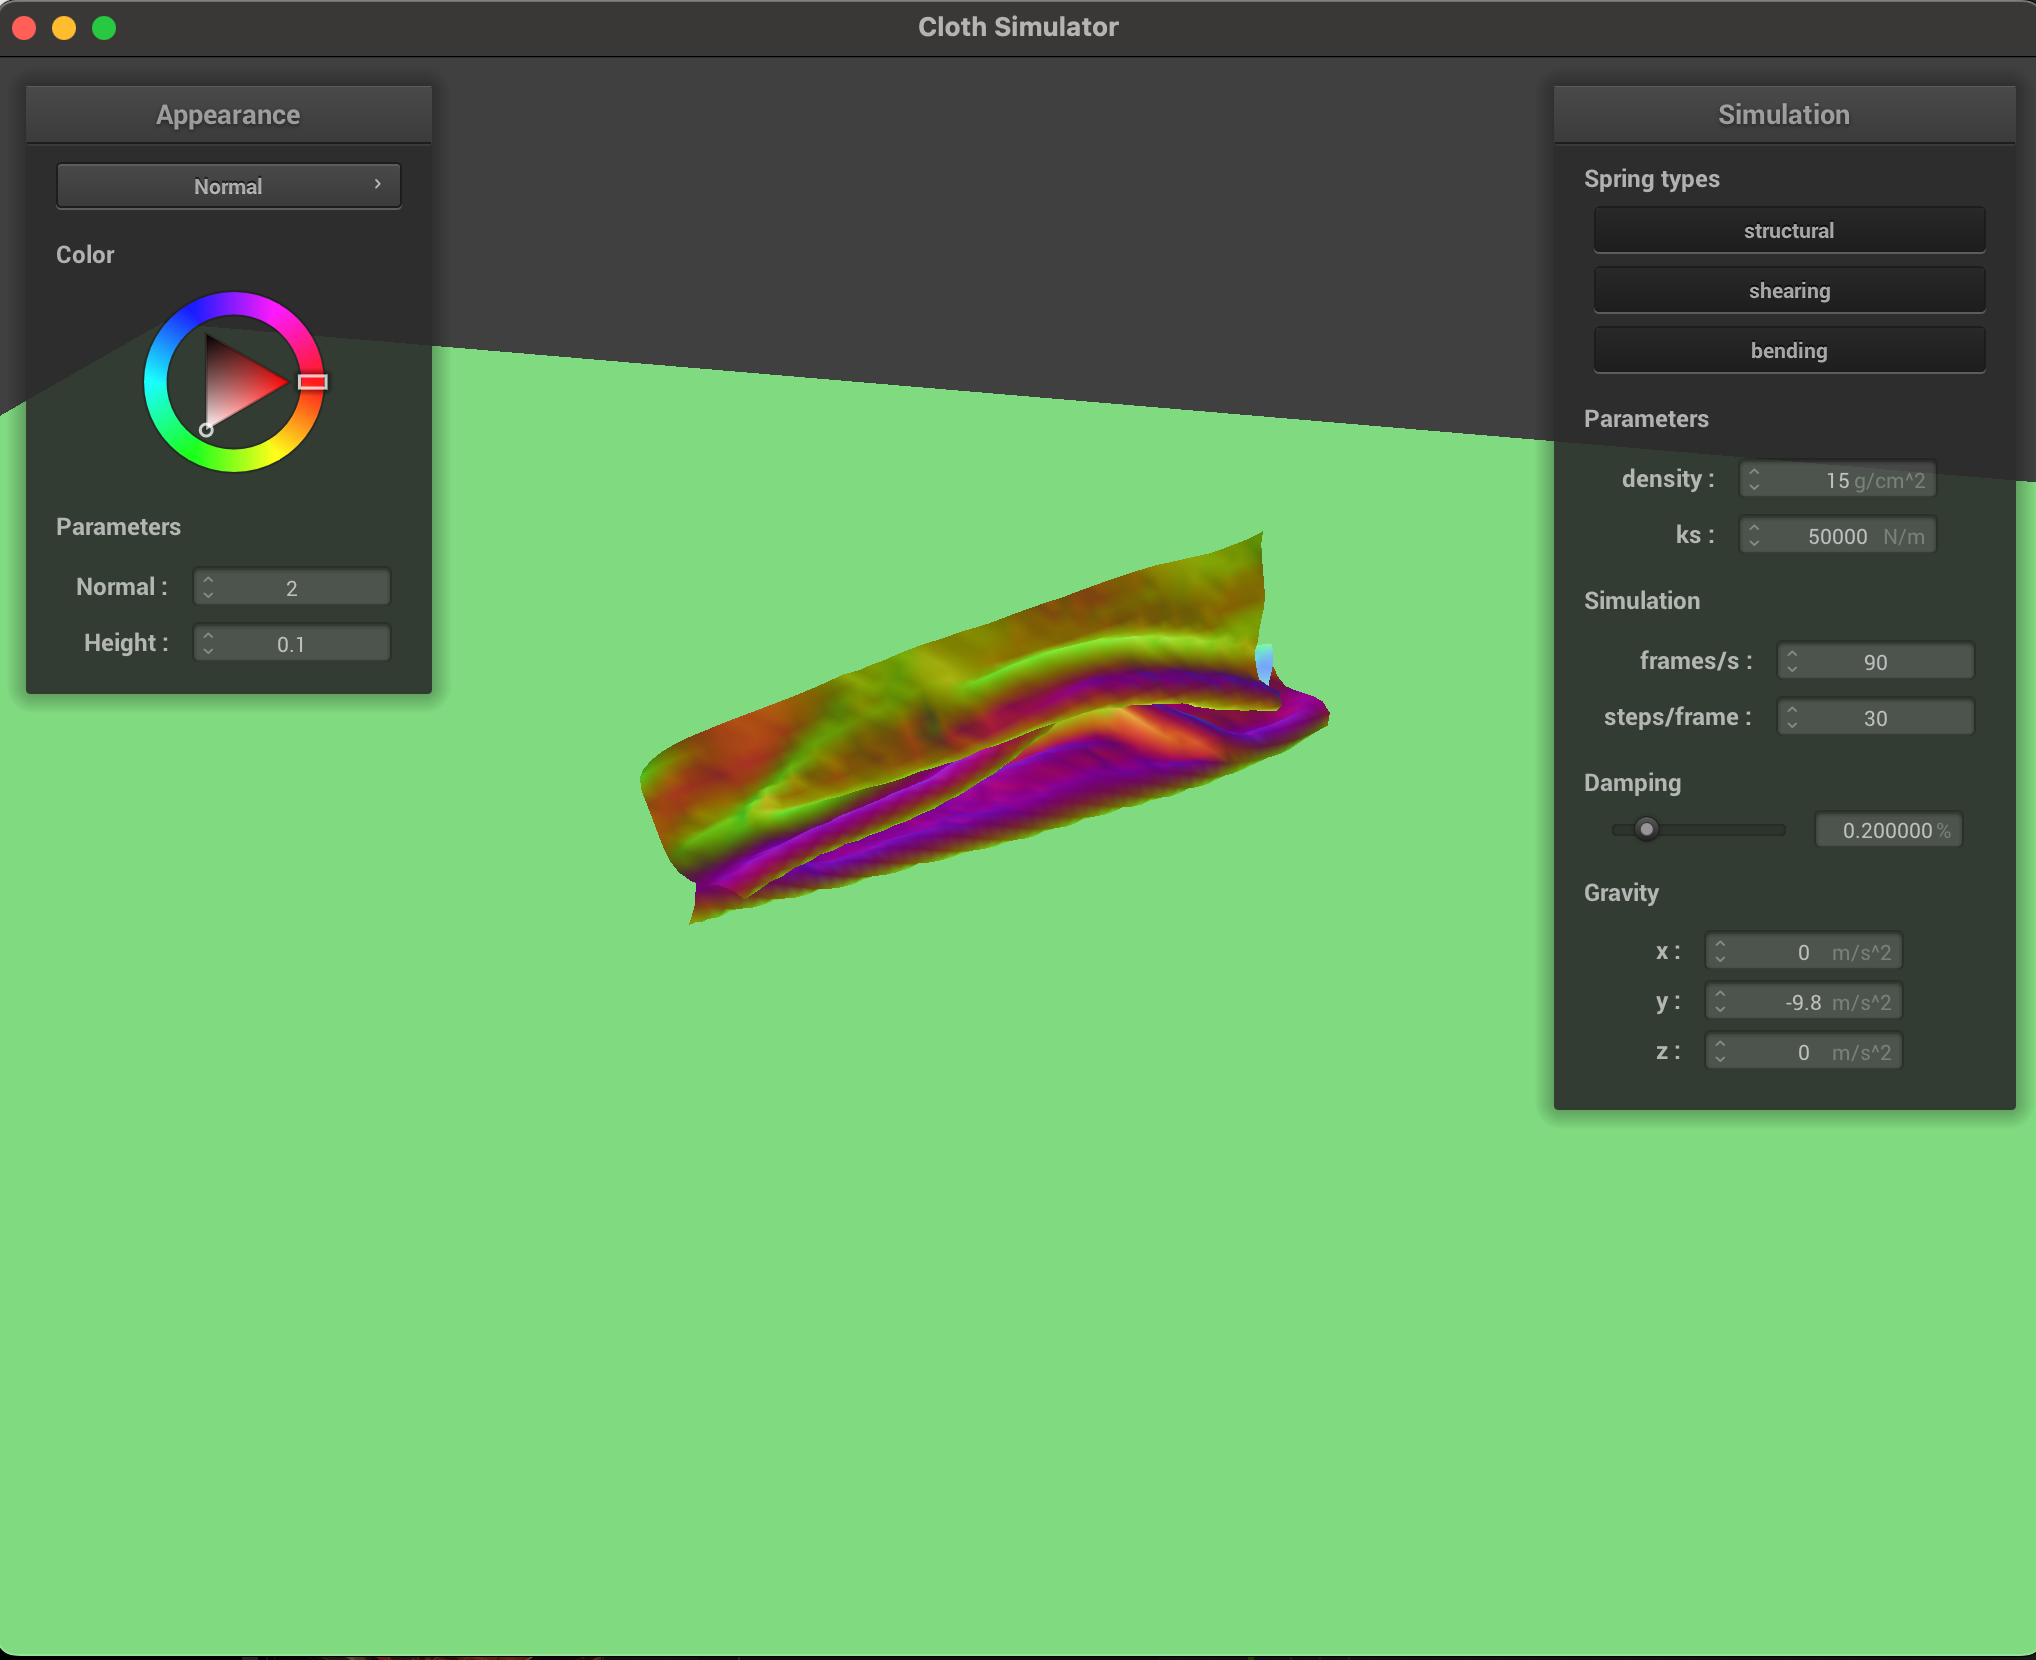 Cloth Simulator
Appearance
Normal
Color
Parameters
Normal : 2
Height : 0.1
Simulation
Spring types
structural
shearing
bending
Parameters
density : 15 g/cm^2
ks : 50000 N/m
Simulation
frames/s : 90
steps/frame : 30
Damping
0.200000 %
Gravity
x : 0 m/s^2
y : -9.8 m/s^2
z : 0 m/s^2